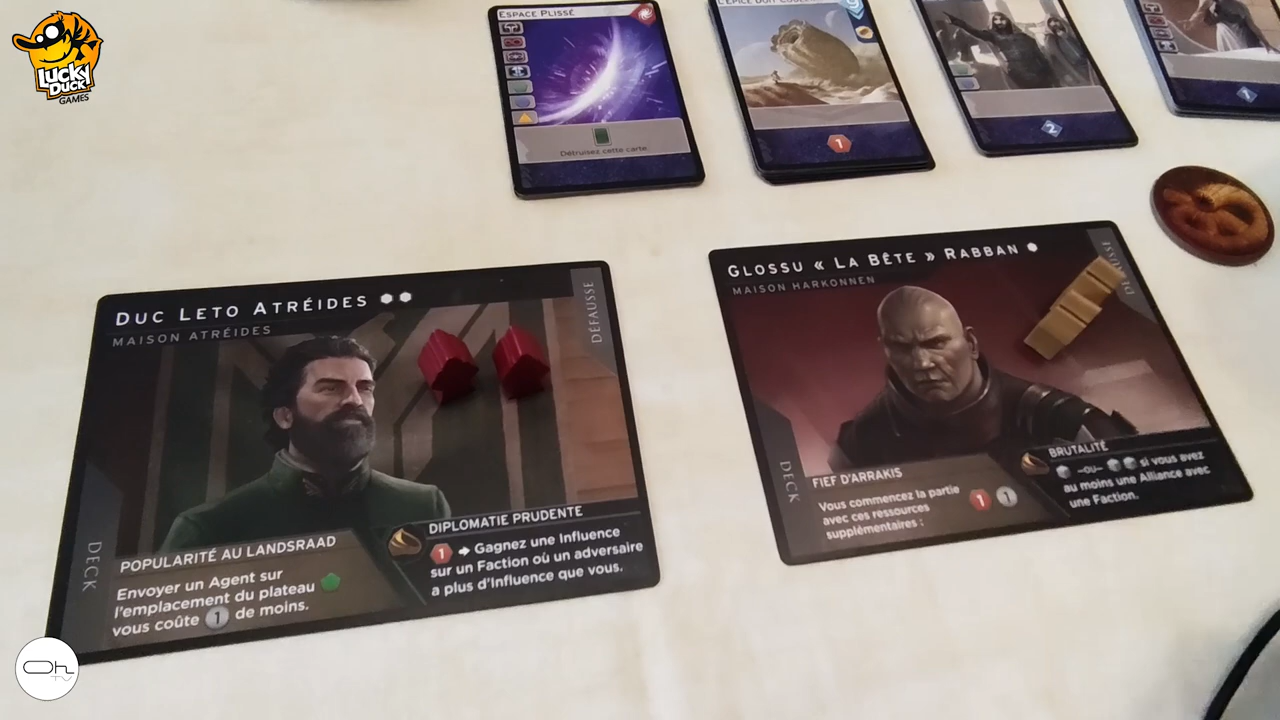 LUCKY
DUCK
GAMES
ESPACE PLISSÉ
Détruisez cette carte.
L'ÉPICE DOIT
1
2
1
DUC LETO ATRÉIDES
MAISON ATRÉIDES
DÉFAUSSE
DECK
POPULARITÉ AU LANDSRAAD
Envoyer un Agent sur
l'emplacement du plateau
vous coûte 1 de moins.
DIPLOMATIE PRUDENTE
1 → Gagnez une Influence
sur un Faction où un adversaire
a plus d'Influence que vous.
GLOSSU « LA BÊTE » RABBAN
MAISON HARKONNEN
DECK
FIEF D'ARRAKIS
Vous commencez la partie
avec ces ressources
supplémentaires :
1 1
BRUTALITÉ
–OU– si vous avez
au moins une Alliance avec
une Faction.
Oh
TV